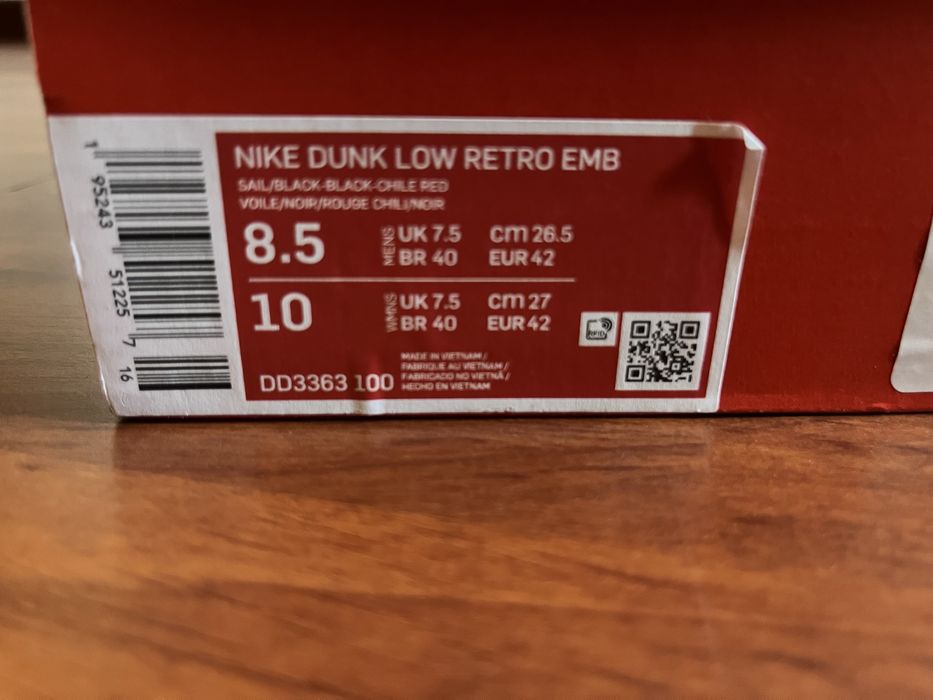 NIKE DUNK LOW RETRO EMB
SAIL/BLACK-BLACK-CHILE RED
VOILE/NOIR/ROUGE CHILI/NOIR
8.5 MENS UK 7.5 cm 26.5
BR 40 EUR 42
10 WMNS UK 7.5 cm 27
BR 40 EUR 42
RFID
DD3363 100
MADE IN VIETNAM /
FABRIQUE AU VIETNAM /
FABRICADO NO VIETNÃ /
HECHO EN VIETNAM
1 95243 51225 7 16